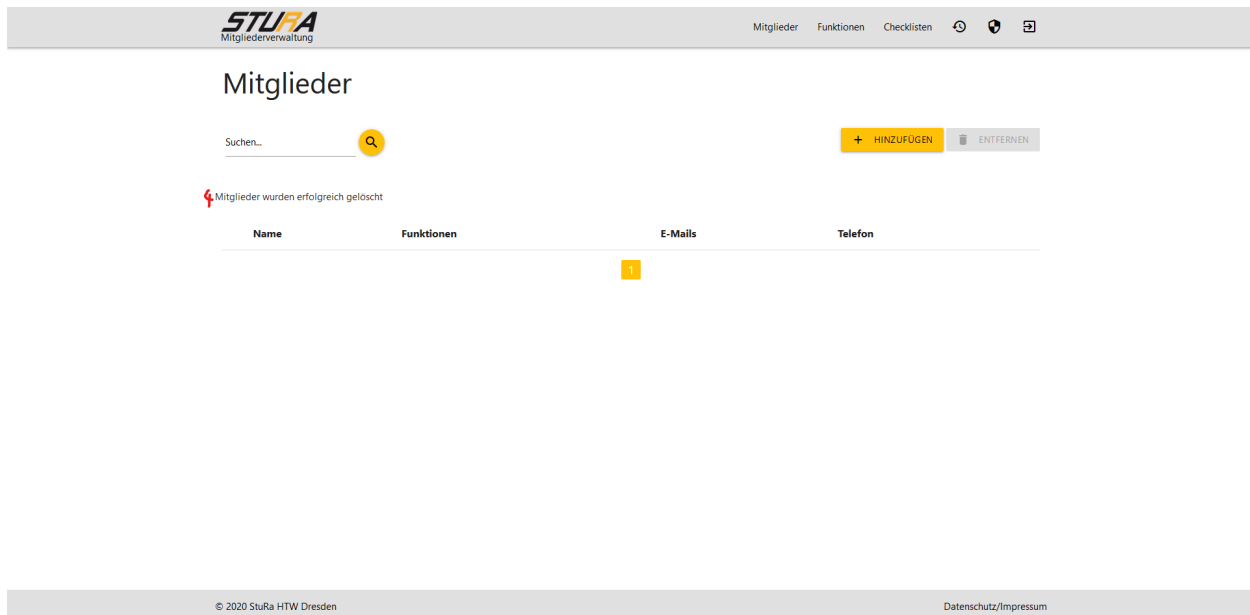 STURA
Mitgliederverwaltung
Mitglieder Funktionen Checklisten
Mitglieder
Suchen...
+ HINZUFÜGEN ENTFERNEN
4 Mitglieder wurden erfolgreich gelöscht
Name Funktionen E-Mails Telefon
1
© 2020 StuRa HTW Dresden Datenschutz/Impressum